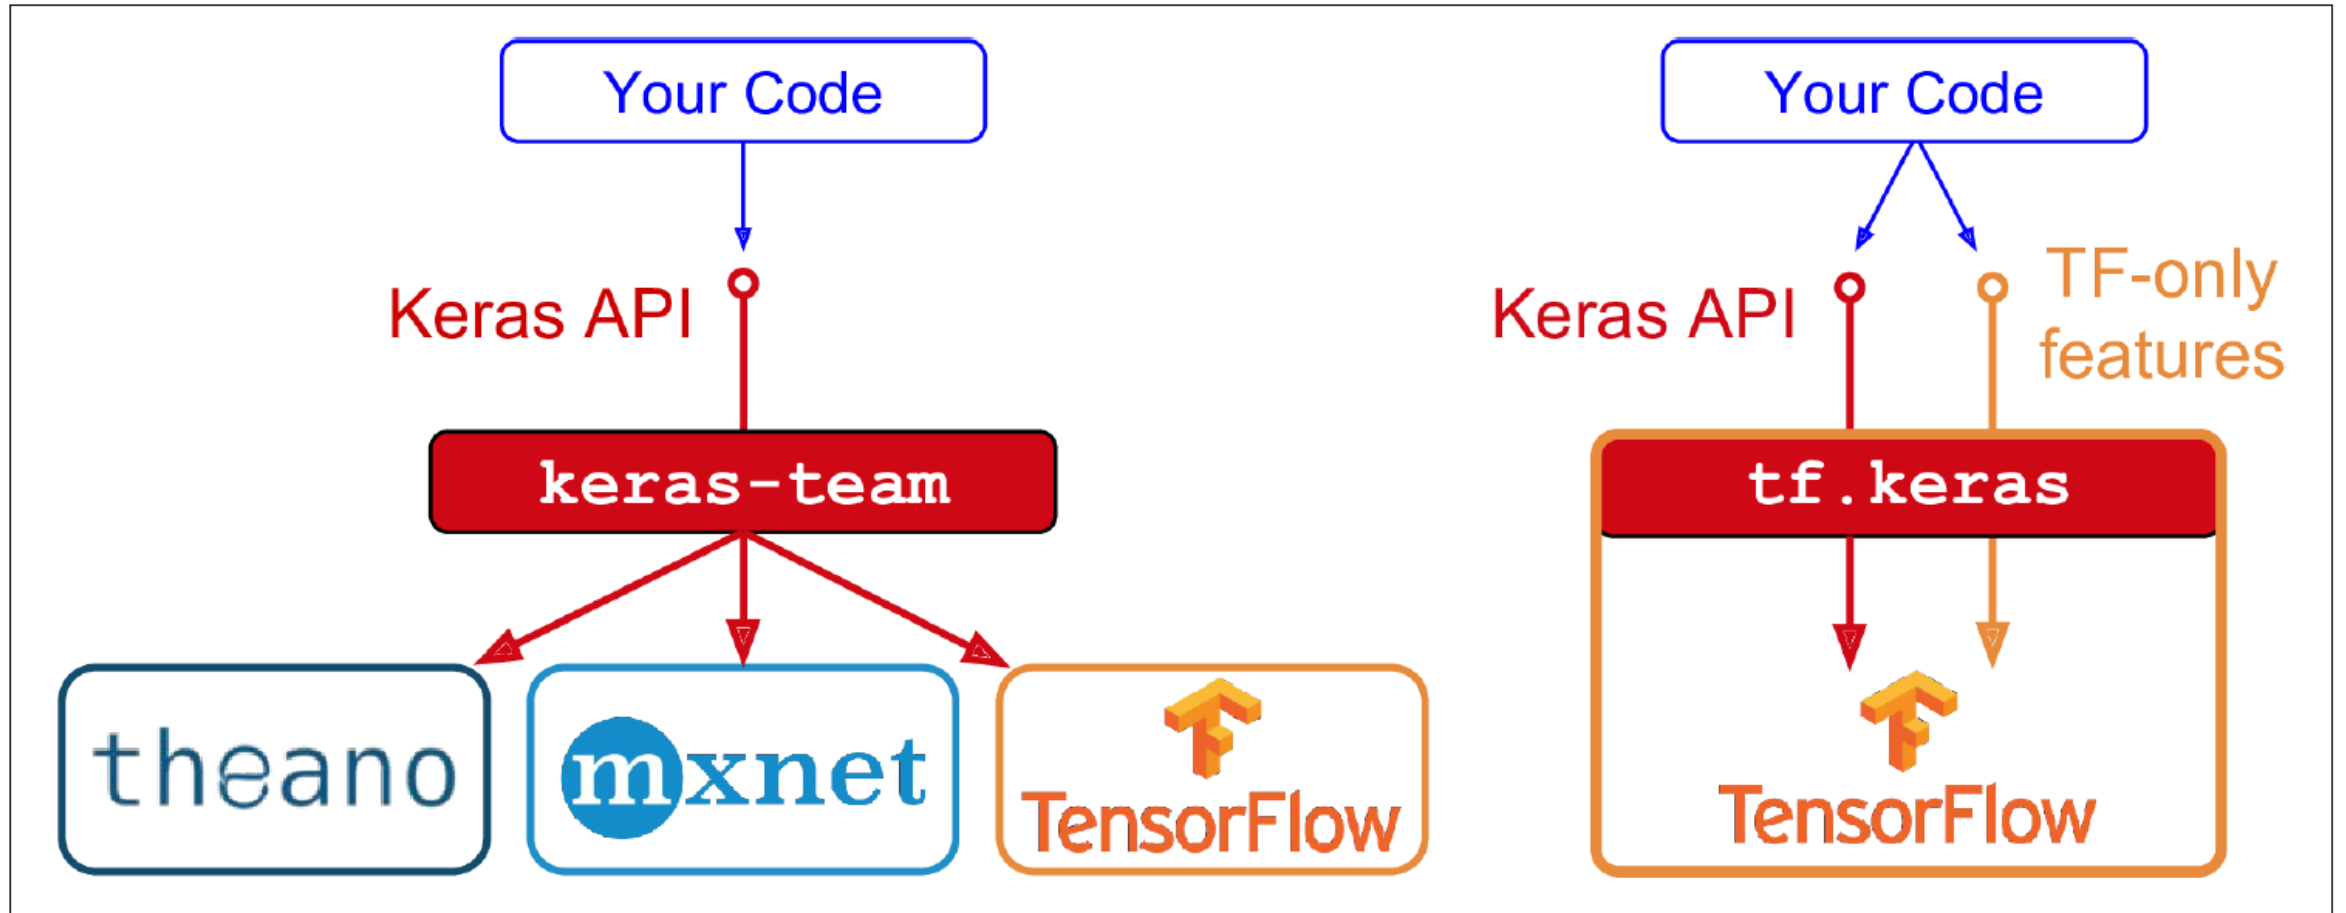 Your Code
Keras API
keras-team
theano
mxnet
TensorFlow
Your Code
Keras API
TF-only
features
tf.keras
TensorFlow